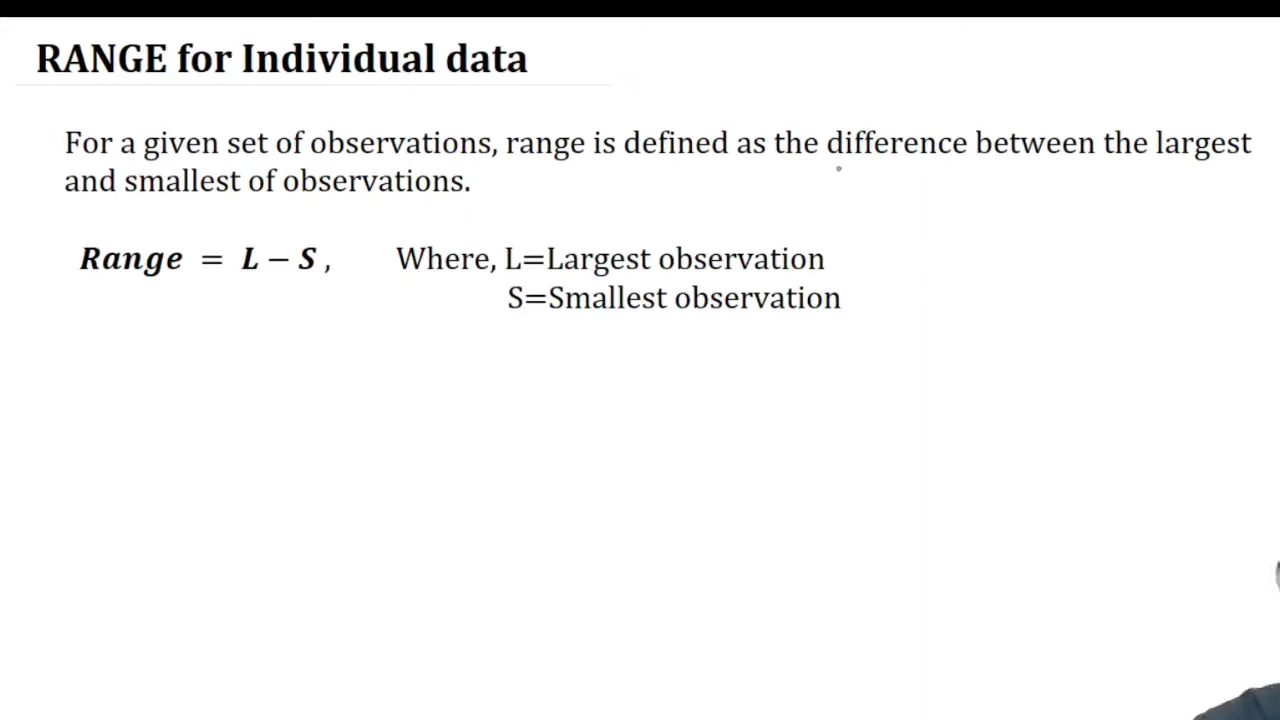 RANGE for Individual data
For a given set of observations, range is defined as the difference between the largest
and smallest of observations.
Range = L − S , Where, L=Largest observation
S=Smallest observation